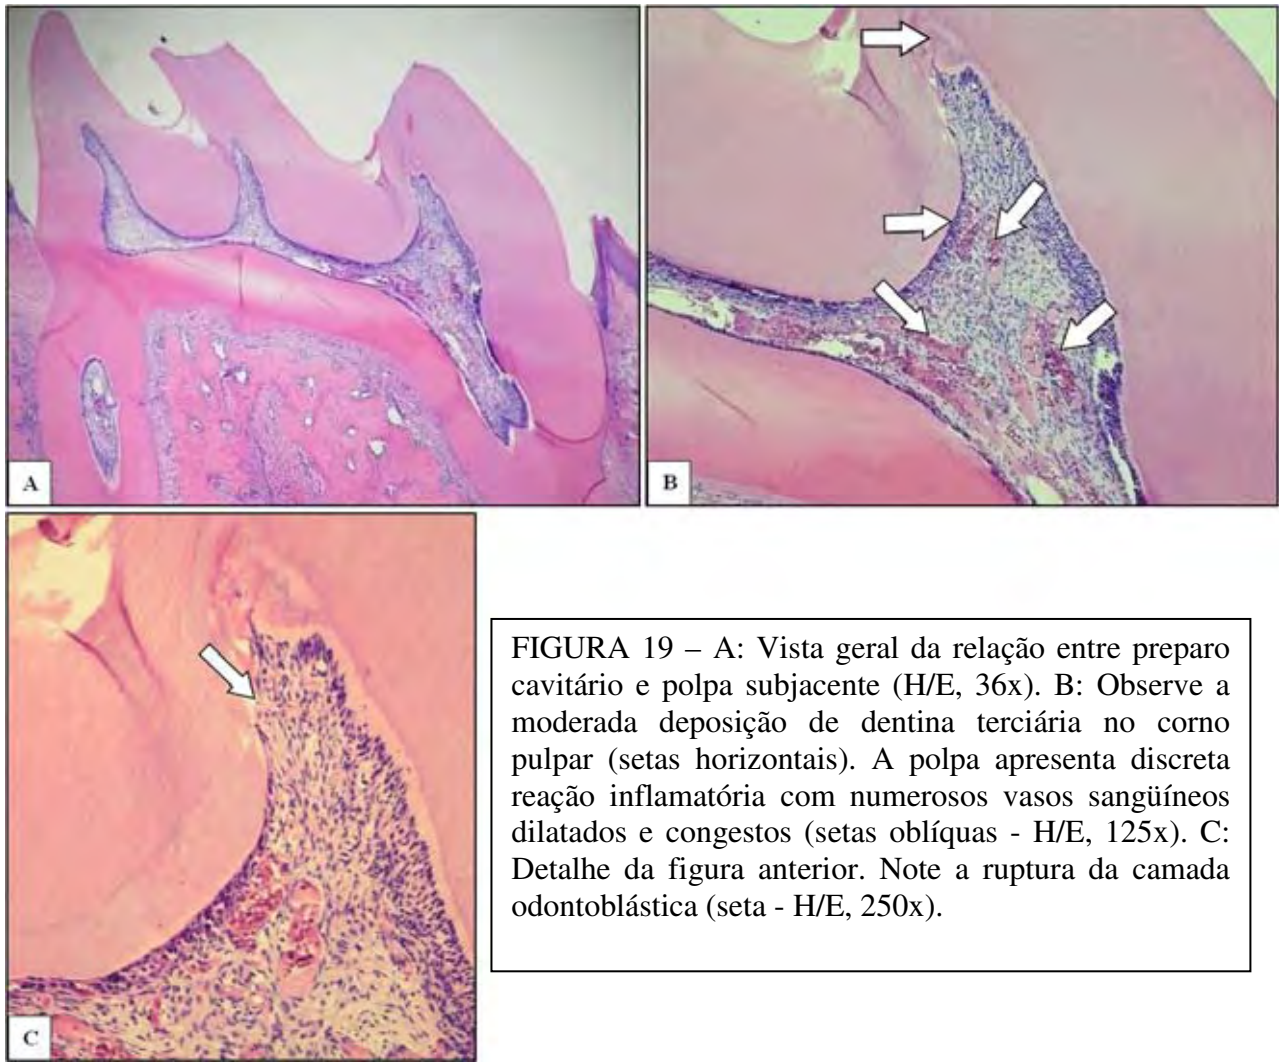 A
B
C
FIGURA 19 – A: Vista geral da relação entre preparo
cavitário e polpa subjacente (H/E, 36x). B: Observe a
moderada deposição de dentina terciária no corno
pulpar (setas horizontais). A polpa apresenta discreta
reação inflamatória com numerosos vasos sangüíneos
dilatados e congestos (setas oblíquas - H/E, 125x). C:
Detalhe da figura anterior. Note a ruptura da camada
odontoblástica (seta - H/E, 250x).